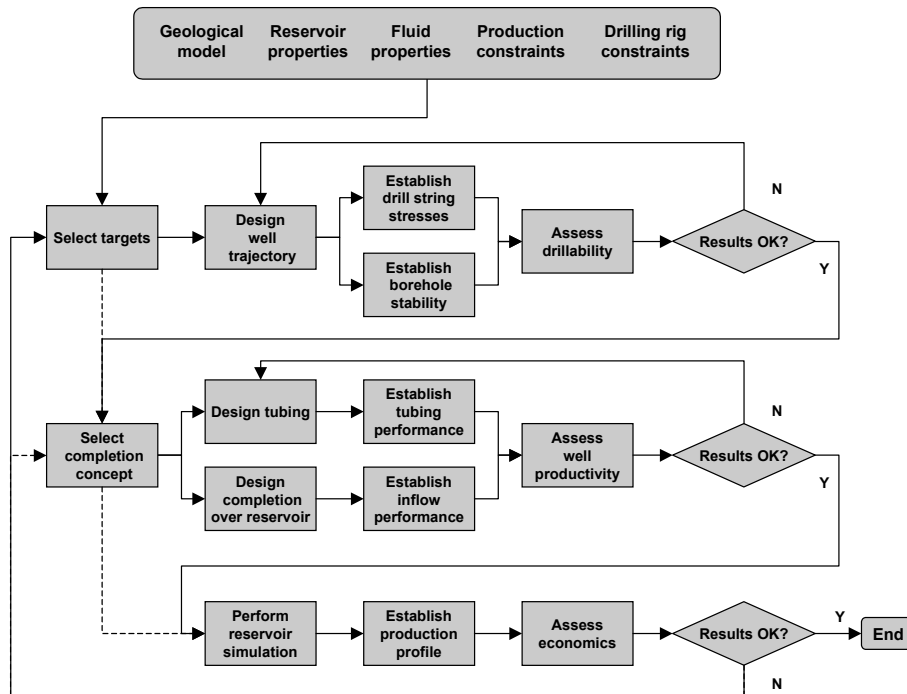 Geological
model
Reservoir
properties
Fluid
properties
Production
constraints
Drilling rig
constraints
Select targets
Design
well
trajectory
Establish
drill string
stresses
Establish
borehole
stability
Assess
drillability
Results OK?
N
Y
Select
completion
concept
Design tubing
Design
completion
over reservoir
Establish
tubing
performance
Establish
inflow
performance
Assess
well
productivity
Results OK?
N
Y
Perform
reservoir
simulation
Establish
production
profile
Assess
economics
Results OK?
Y
End
N